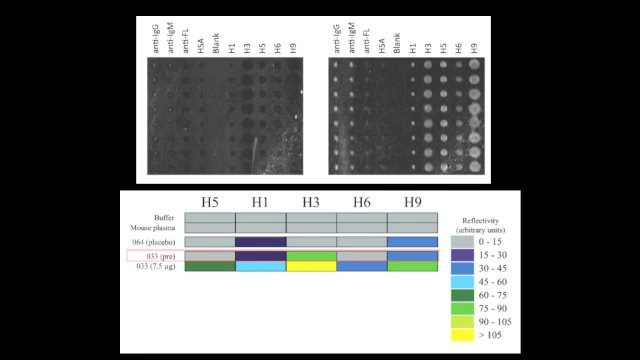 anti-IgG anti-IgM anti-FL HSA Blank H1 H3 H5 H6 H9
anti-IgG anti-IgM anti-FL HSA Blank H1 H3 H5 H6 H9
H5 H1 H3 H6 H9
Buffer
Mouse plasma
064 (placebo)
033 (pre)
033 (7.5 µg)
Reflectivity
(arbitrary units)
0 - 15
15 - 30
30 - 45
45 - 60
60 - 75
75 - 90
90 - 105
> 105